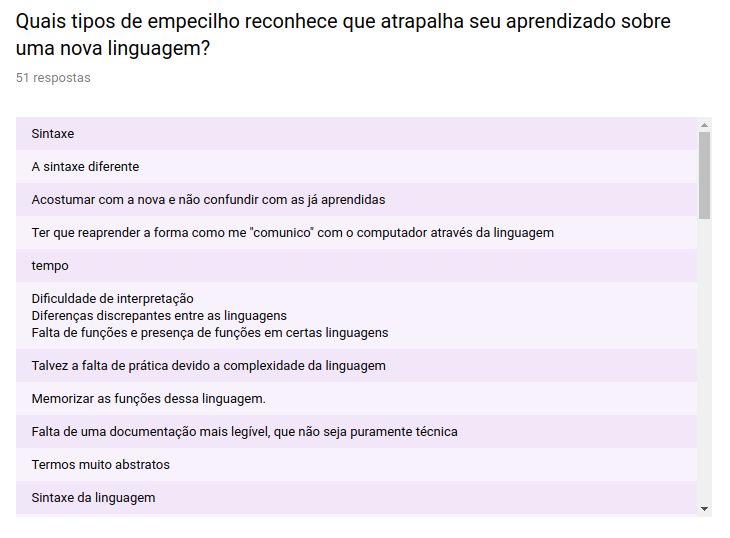 Quais tipos de empecilho reconhece que atrapalha seu aprendizado sobre
uma nova linguagem?
51 respostas
Sintaxe
A sintaxe diferente
Acostumar com a nova e não confundir com as já aprendidas
Ter que reaprender a forma como me "comunico" com o computador através da linguagem
tempo
Dificuldade de interpretação
Diferenças discrepantes entre as linguagens
Falta de funções e presença de funções em certas linguagens
Talvez a falta de prática devido a complexidade da linguagem
Memorizar as funções dessa linguagem.
Falta de uma documentação mais legível, que não seja puramente técnica
Termos muito abstratos
Sintaxe da linguagem